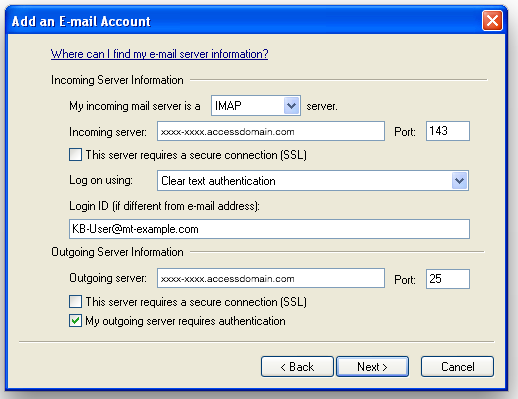 Add an E-mail Account
Where can I find my e-mail server information?
Incoming Server Information
My incoming mail server is a IMAP server.
Incoming server: xxxx-xxxx.accessdomain.com Port: 143
This server requires a secure connection (SSL)
Log on using: Clear text authentication
Login ID (if different from e-mail address):
KB-User@mt-example.com
Outgoing Server Information
Outgoing server: xxxx-xxxx.accessdomain.com Port: 25
This server requires a secure connection (SSL)
My outgoing server requires authentication
< Back Next > Cancel